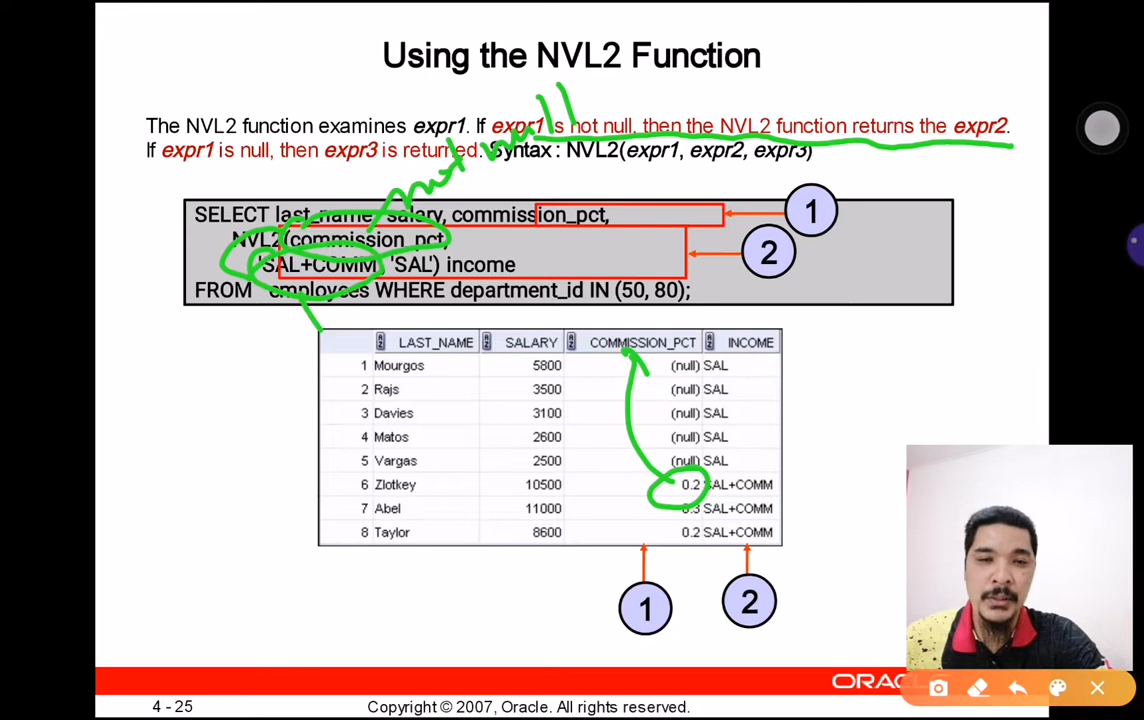 Using the NVL2 Function
The NVL2 function examines expr1. If expr1 is not null, then the NVL2 function returns the expr2.
If expr1 is null, then expr3 is returned. Syntax : NVL2(expr1, expr2, expr3)
not null
SELECT last_name, salary, commission_pct,
NVL2(commission_pct,
'SAL+COMM', 'SAL') income
FROM employees WHERE department_id IN (50, 80);
1
2
LAST_NAME SALARY COMMISSION_PCT INCOME
1 Mourgos 5800 (null) SAL
2 Rajs 3500 (null) SAL
3 Davies 3100 (null) SAL
4 Matos 2600 (null) SAL
5 Vargas 2500 (null) SAL
6 Zlotkey 10500 0.2 SAL+COMM
7 Abel 11000 0.3 SAL+COMM
8 Taylor 8600 0.2 SAL+COMM
1
2
ORACLE
4 - 25
Copyright © 2007, Oracle. All rights reserved.